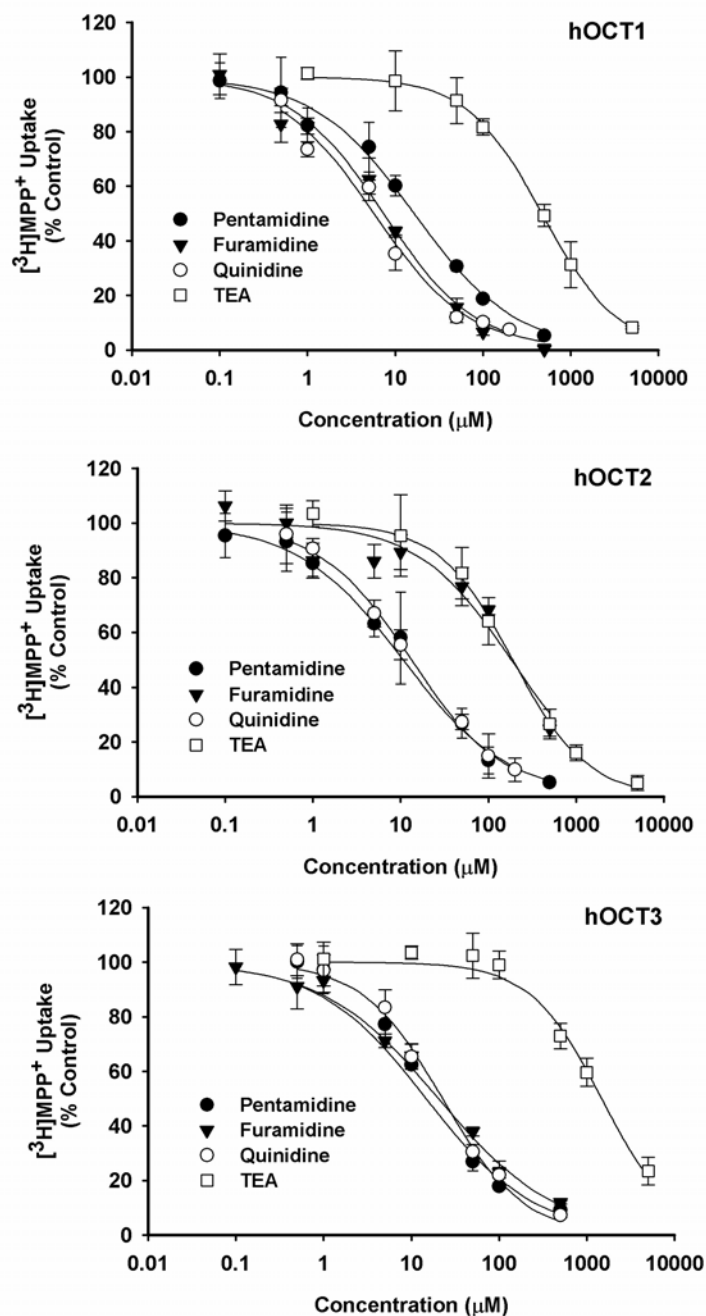 hOCT1
[³H]MPP⁺ Uptake
(% Control)
120
100
80
60
40
20
0
Pentamidine
Furamidine
Quinidine
TEA
0.01 0.1 1 10 100 1000 10000
Concentration (μM)
hOCT2
[³H]MPP⁺ Uptake
(% Control)
120
100
80
60
40
20
0
Pentamidine
Furamidine
Quinidine
TEA
0.01 0.1 1 10 100 1000 10000
Concentration (μM)
hOCT3
[³H]MPP⁺ Uptake
(% Control)
120
100
80
60
40
20
0
Pentamidine
Furamidine
Quinidine
TEA
0.01 0.1 1 10 100 1000 10000
Concentration (μM)